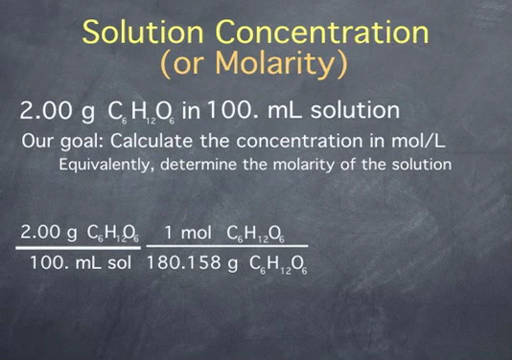 Solution Concentration
(or Molarity)
2.00 g C₆H₁₂O₆ in 100. mL solution
Our goal: Calculate the concentration in mol/L
Equivalently, determine the molarity of the solution
2.00 g C₆H₁₂O₆ 1 mol C₆H₁₂O₆
100. mL sol 180.158 g C₆H₁₂O₆